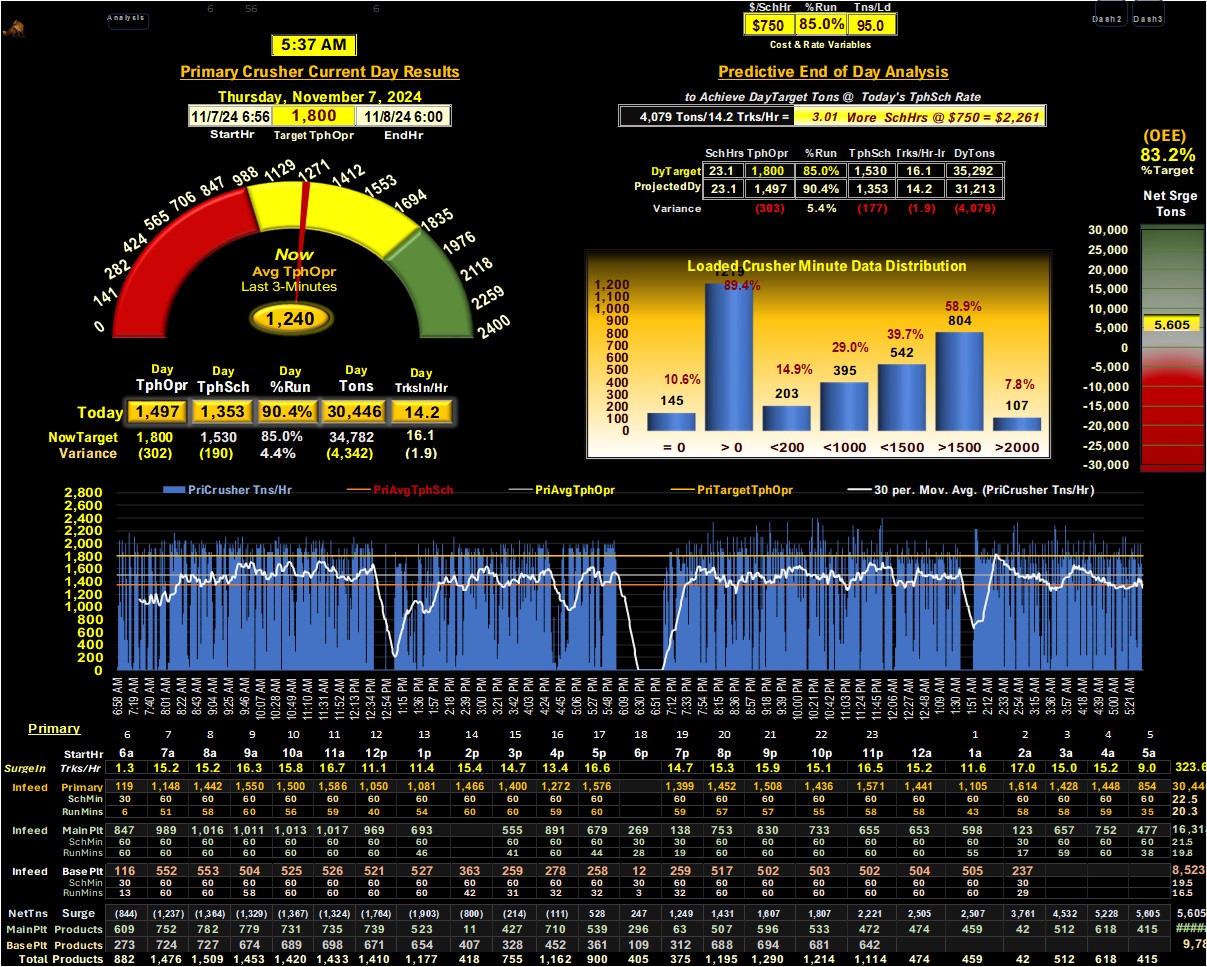 6 56 6
Analysis
$/SchHr %Run Tns/Ld
$750 85.0% 95.0
Cost & Rate Variables
Dash2 Dash3
5:37 AM
Primary Crusher Current Day Results
Thursday, November 7, 2024
11/7/24 6:56 1,800 11/8/24 6:00
StartHr Target TphOpr EndHr
Predictive End of Day Analysis
to Achieve DayTarget Tons @ Today's TphSch Rate
4,079 Tons/14.2 Trks/Hr = 3.01 More SchHrs @ $750 = $2,261
SchHrs TphOpr %Run TphSch Trks/Hr-Ir DyTons
DyTarget 23.1 1,800 85.0% 1,530 16.1 35,292
ProjectedDy 23.1 1,497 90.4% 1,353 14.2 31,213
Variance (303) 5.4% (177) (1.9) (4,079)
(OEE)
83.2%
%Target
Net Srge
Tons
30,000
25,000
20,000
15,000
10,000
5,000
0
-5,000
-10,000
-15,000
-20,000
-25,000
-30,000
5,605
0 141 282 424 565 706 847 988 1129 1271 1412 1553 1694 1835 1976 2118 2259 2400
Now
Avg TphOpr
Last 3-Minutes
1,240
Day Day Day Day Day
TphOpr TphSch %Run Tons TrksIn/Hr
Today 1,497 1,353 90.4% 30,446 14.2
NowTarget 1,800 1,530 85.0% 34,782 16.1
Variance (302) (190) 4.4% (4,342) (1.9)
Loaded Crusher Minute Data Distribution
1,200
1,100
1,000
900
800
700
600
500
400
300
200
100
0
10.6% 89.4% 14.9% 29.0% 39.7% 58.9% 7.8%
145 1219 203 395 542 804 107
= 0 > 0 <200 <1000 <1500 >1500 >2000
PriCrusher Tns/Hr PriAvgTphSch PriAvgTphOpr PriTargetTphOpr 30 per. Mov. Avg. (PriCrusher Tns/Hr)
2,800
2,600
2,400
2,200
2,000
1,800
1,600
1,400
1,200
1,000
800
600
400
200
0
6:58 AM 7:19 AM 7:40 AM 8:01 AM 8:22 AM 8:43 AM 9:04 AM 9:25 AM 9:46 AM 10:07 AM 10:28 AM 10:49 AM 11:10 AM 11:31 AM 11:52 AM 12:13 PM 12:34 PM 12:54 PM 1:15 PM 1:36 PM 1:57 PM 2:18 PM 2:39 PM 3:00 PM 3:21 PM 3:42 PM 4:03 PM 4:24 PM 4:45 PM 5:06 PM 5:27 PM 5:48 PM 6:09 PM 6:30 PM 6:51 PM 7:12 PM 7:33 PM 7:54 PM 8:15 PM 8:36 PM 8:57 PM 9:18 PM 9:39 PM 10:00 PM 10:21 PM 10:42 PM 11:03 PM 11:24 PM 11:45 PM 12:06 AM 12:27 AM 12:48 AM 1:09 AM 1:30 AM 1:51 AM 2:12 AM 2:33 AM 2:54 AM 3:15 AM 3:36 AM 3:57 AM 4:18 AM 4:39 AM 5:00 AM 5:21 AM
Primary 6 7 8 9 10 11 12 13 14 15 16 17 18 19 20 21 22 23 1 2 3 4 5
StartHr 6a 7a 8a 9a 10a 11a 12p 1p 2p 3p 4p 5p 6p 7p 8p 9p 10p 11p 12a 1a 2a 3a 4a 5a
SurgeIn Trks/Hr 1.3 15.2 15.2 16.3 15.8 16.7 11.1 11.4 15.4 14.7 13.4 16.6 14.7 15.3 15.9 15.1 16.5 15.2 11.6 17.0 15.0 15.2 9.0 323.6
Infeed Primary 119 1,148 1,442 1,550 1,500 1,586 1,050 1,081 1,466 1,400 1,272 1,576 1,399 1,452 1,508 1,436 1,571 1,441 1,105 1,614 1,428 1,448 854 30,44
SchMin 30 60 60 60 60 60 60 60 60 60 60 60 60 60 60 60 60 60 60 60 60 60 60 22.5
RunMins 6 51 58 60 56 59 40 54 60 60 59 60 59 57 57 55 58 58 43 58 58 59 35 20.3
Infeed MainPlt 847 989 1,016 1,011 1,013 1,017 969 693 555 891 679 269 138 753 830 733 655 653 598 123 657 752 477 16,31
SchMin 60 60 60 60 60 60 60 60 60 60 60 30 30 60 60 60 60 60 60 30 60 60 60 21.5
RunMins 60 60 60 60 60 60 60 46 41 60 44 28 19 60 60 60 60 60 55 17 59 60 38 19.8
Infeed BasePlt 116 552 553 504 525 526 521 527 363 259 278 258 12 259 517 502 503 502 504 505 237 8,523
SchMin 30 60 60 60 60 60 60 60 60 60 60 60 30 60 60 60 60 60 60 60 30 19.5
RunMins 13 60 60 58 60 60 60 60 42 31 32 32 3 32 60 60 60 60 60 60 29 16.5
NetTns Surge (844) (1,237) (1,364) (1,329) (1,367) (1,324) (1,764) (1,903) (800) (214) (111) 528 247 1,249 1,431 1,607 1,807 2,221 2,505 2,507 3,761 4,532 5,228 5,605 5,605
MainPlt Products 609 752 782 779 731 735 739 523 11 427 710 539 296 63 507 596 533 472 474 459 42 512 618 415 ####
BasePlt Products 273 724 727 674 689 698 671 654 407 328 452 361 109 312 688 694 681 642 9,78
Total Products 882 1,476 1,509 1,453 1,420 1,433 1,410 1,177 418 755 1,162 900 405 375 1,195 1,290 1,214 1,114 474 459 42 512 618 415